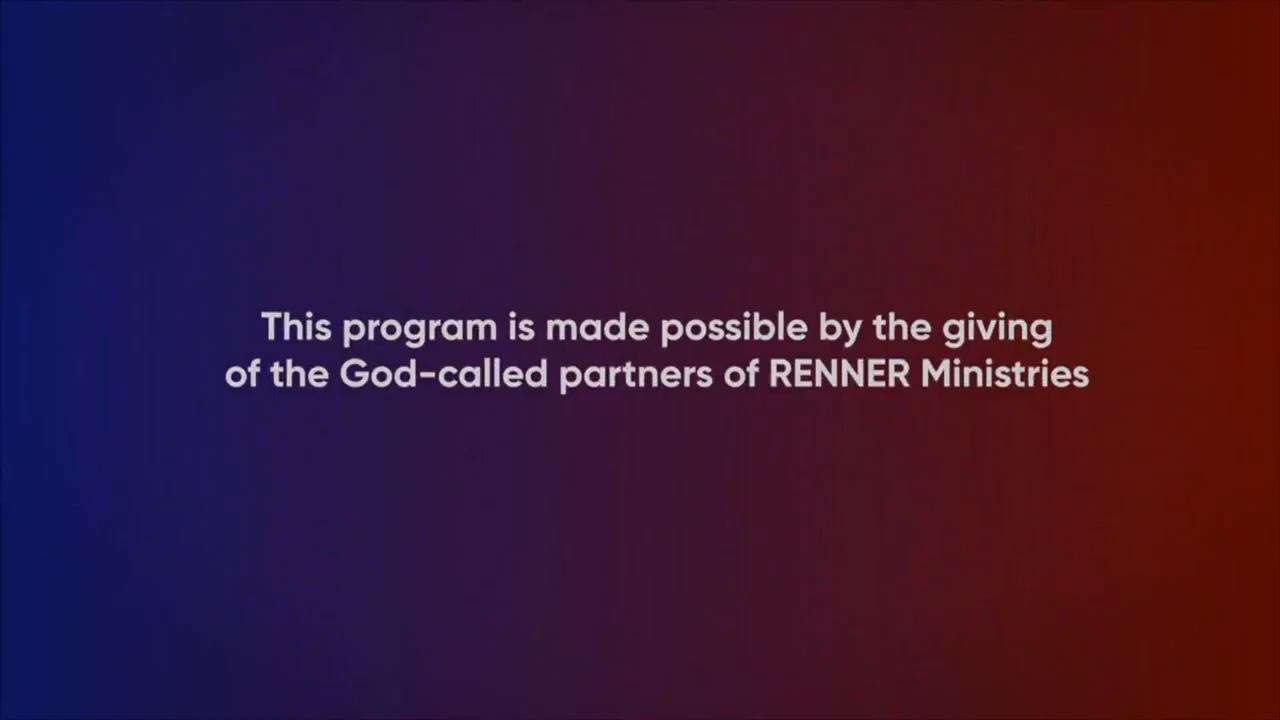 This program is made possible by the giving
of the God-called partners of RENNER Ministries